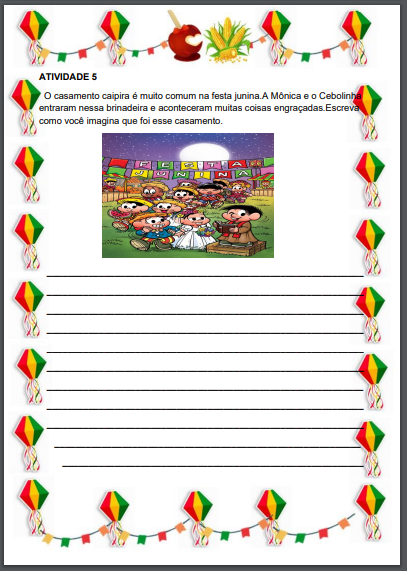 ATIVIDADE 5
O casamento caipira é muito comum na festa junina.A Mônica e o Cebolinha
entraram nessa brinadeira e aconteceram muitas coisas engraçadas.Escreva
como você imagina que foi esse casamento.
FESTA
JUNINA